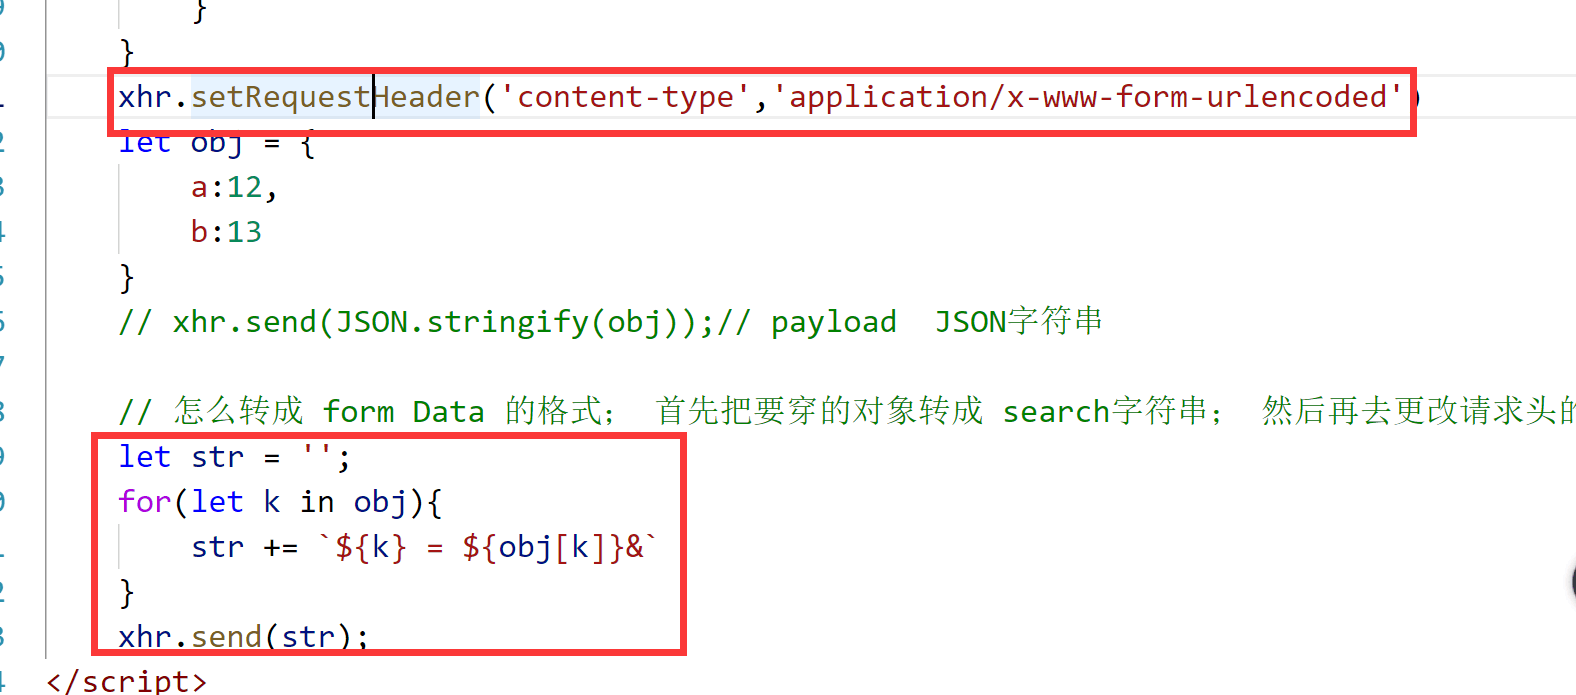 }
}
xhr.setRequestHeader('content-type','application/x-www-form-urlencoded')
let obj = {
a:12,
b:13
}
// xhr.send(JSON.stringify(obj));// payload  JSON字符串
// 怎么转成 form Data 的格式； 首先把要穿的对象转成 search字符串； 然后再去更改请求头的
let str = '';
for(let k in obj){
str += `${k} = ${obj[k]}&`
}
xhr.send(str);
</script>